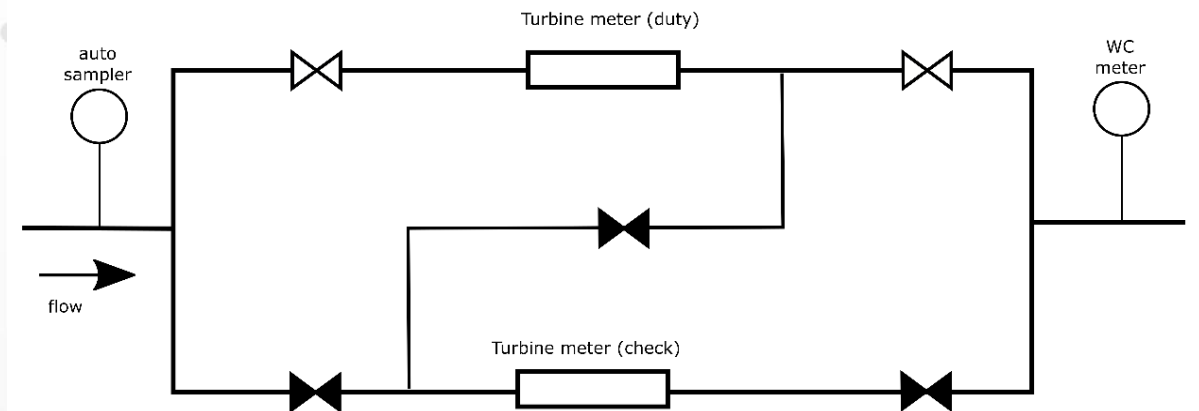 Turbine meter (duty)
auto
sampler
WC
meter
flow
Turbine meter (check)